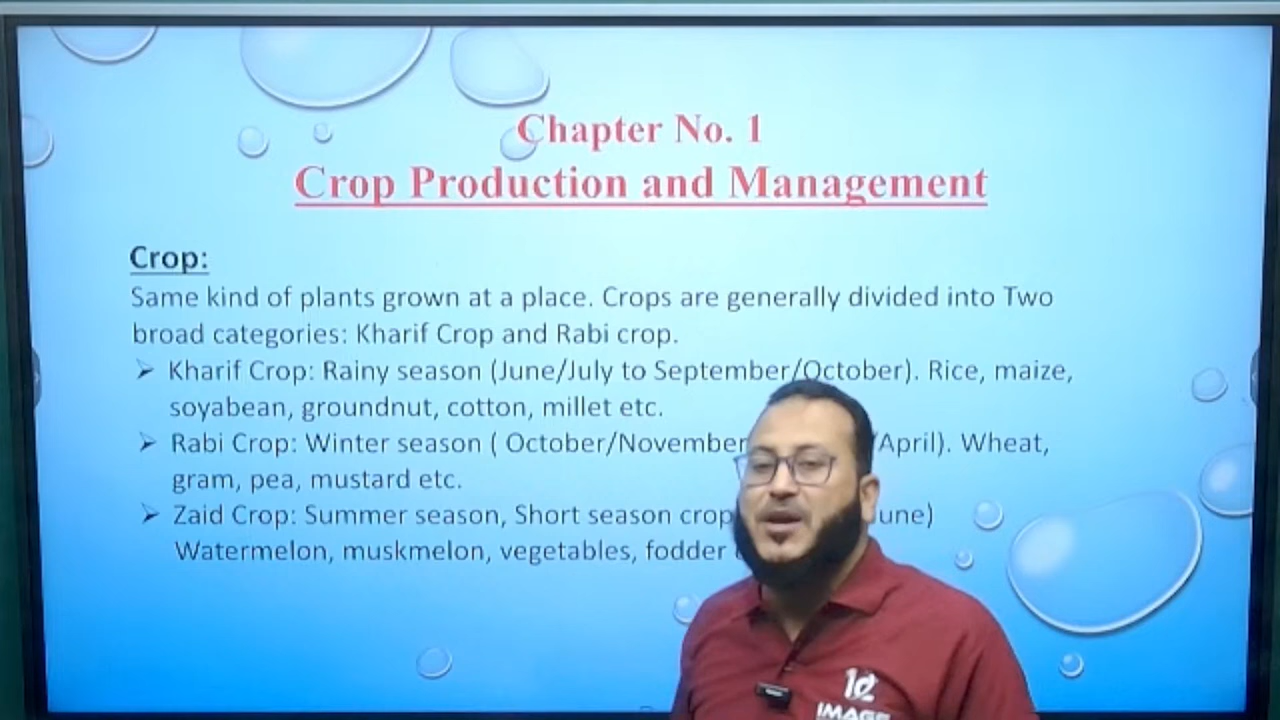 Chapter No. 1
Crop Production and Management
Crop:
Same kind of plants grown at a place. Crops are generally divided into Two
broad categories: Kharif Crop and Rabi crop.
➢ Kharif Crop: Rainy season (June/July to September/October). Rice, maize,
soyabean, groundnut, cotton, millet etc.
➢ Rabi Crop: Winter season ( October/November /April). Wheat,
gram, pea, mustard etc.
➢ Zaid Crop: Summer season, Short season crop une)
Watermelon, muskmelon, vegetables, fodder
IMAGE